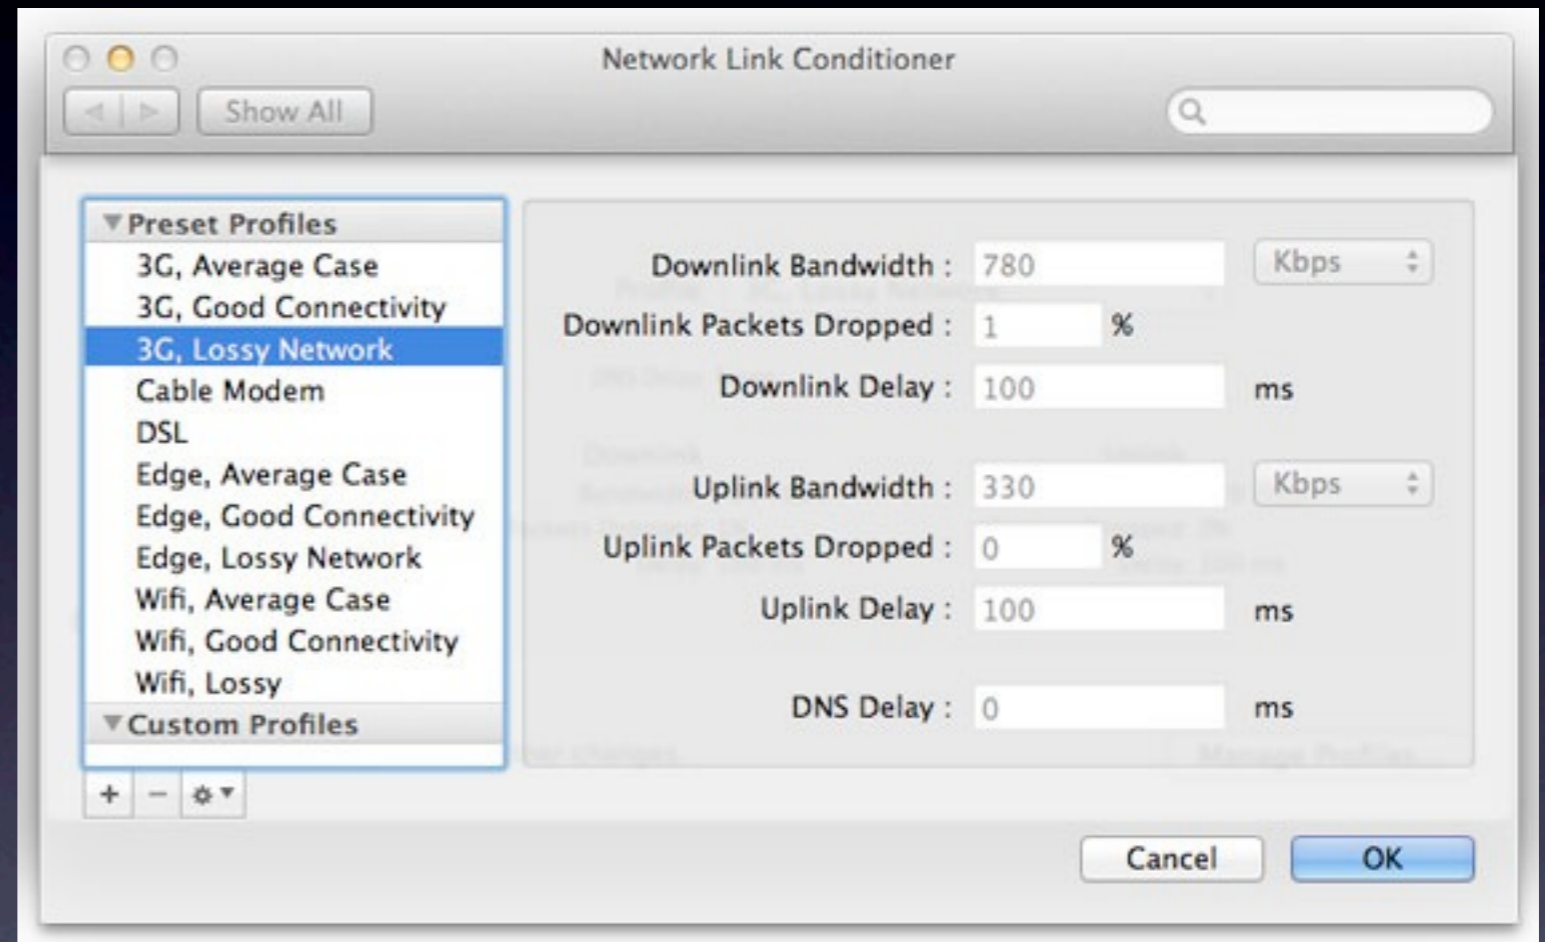 Network Link Conditioner
Show All
Preset Profiles
3G, Average Case
3G, Good Connectivity
3G, Lossy Network
Cable Modem
DSL
Edge, Average Case
Edge, Good Connectivity
Edge, Lossy Network
Wifi, Average Case
Wifi, Good Connectivity
Wifi, Lossy
Custom Profiles
+ −
Downlink Bandwidth : 780 Kbps
Downlink Packets Dropped : 1 %
Downlink Delay : 100 ms
Uplink Bandwidth : 330 Kbps
Uplink Packets Dropped : 0 %
Uplink Delay : 100 ms
DNS Delay : 0 ms
Manage Profiles...
Cancel OK